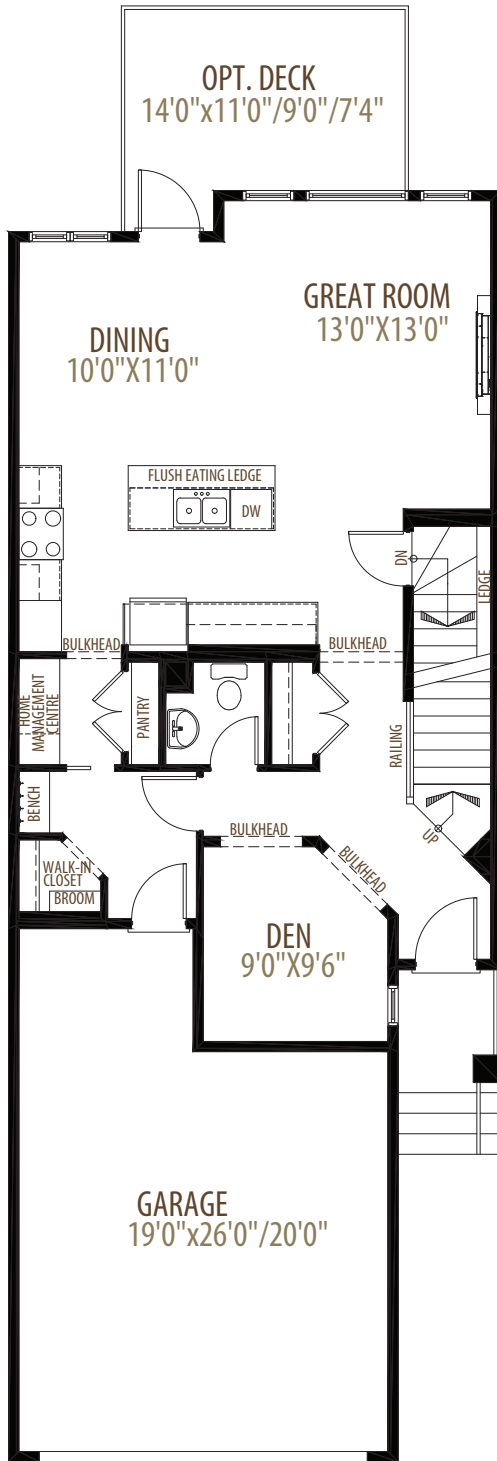 OPT. DECK
14'0"x11'0"/9'0"/7'4"
GREAT ROOM
13'0"X13'0"
DINING
10'0"X11'0"
FLUSH EATING LEDGE
DW
DN
LEDGE
BULKHEAD
BULKHEAD
HOME
MANAGEMENT
CENTRE
PANTRY
RAILING
BENCH
BULKHEAD
UP
WALK-IN
CLOSET
BROOM
BULKHEAD
DEN
9'0"X9'6"
GARAGE
19'0"x26'0"/20'0"